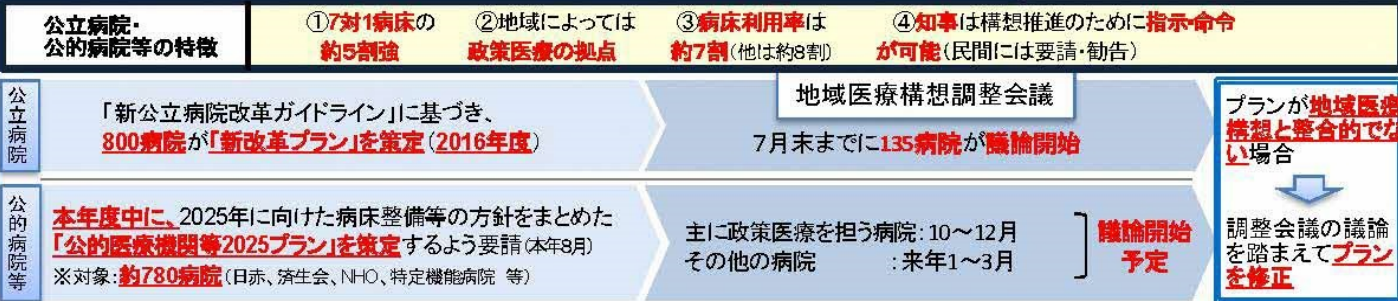 公立病院・
公的病院等の特徴
①7対1病床の
約5割強
②地域によっては
政策医療の拠点
③病床利用率は
約7割(他は約8割)
④知事は構想推進のために指示・命令
が可能(民間には要請・勧告)
公立病院
「新公立病院改革ガイドライン」に基づき、
800病院が「新改革プラン」を策定(2016年度)
地域医療構想調整会議
7月末までに135病院が議論開始
公的病院等
本年度中に、2025年に向けた病床整備等の方針をまとめた
「公的医療機関等2025プラン」を策定するよう要請(本年8月)
※対象:約780病院(日赤、済生会、NHO、特定機能病院 等)
主に政策医療を担う病院:10～12月
その他の病院 :来年1～3月
議論開始
予定
プランが地域医療
構想と整合的でな
い場合
調整会議の議論
を踏まえてプラン
を修正